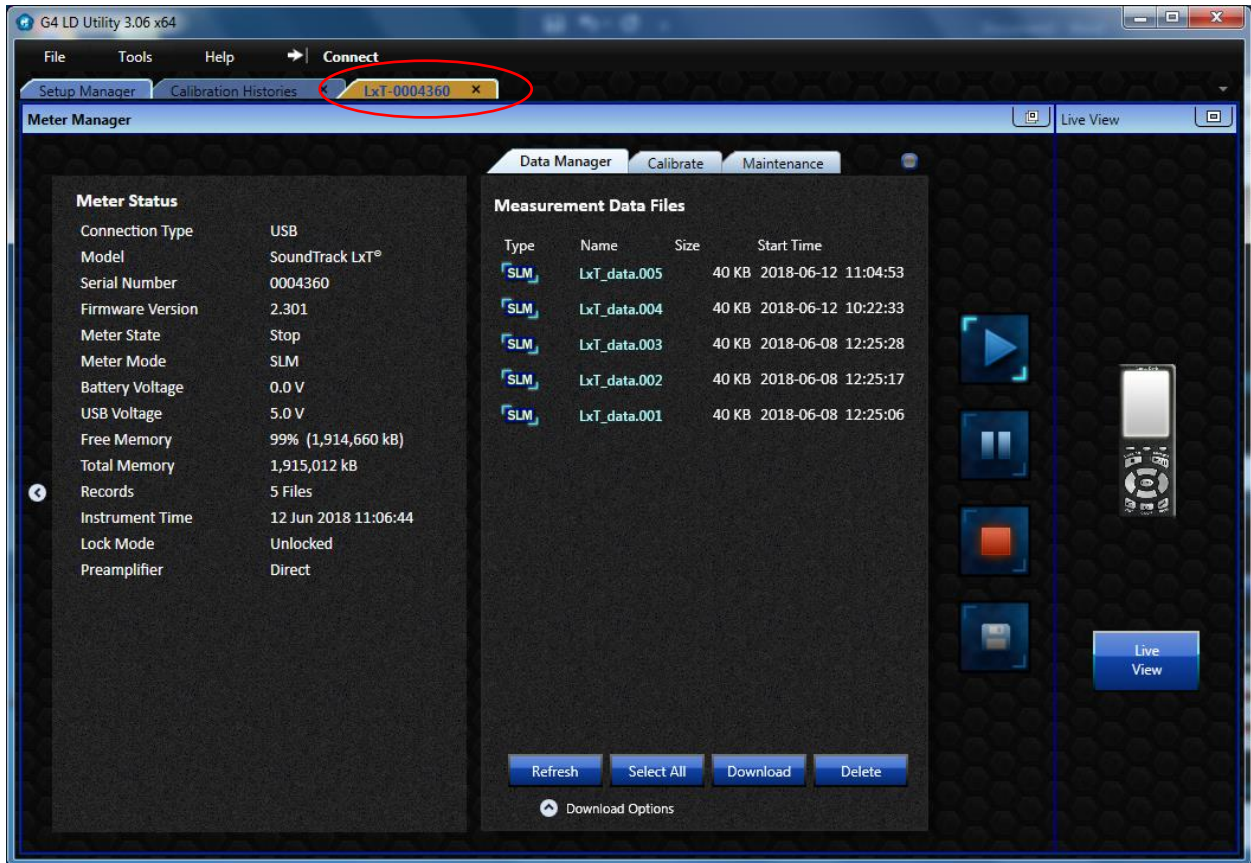 G4 LD Utility 3.06 x64
File Tools Help Connect
Setup Manager Calibration Histories × LxT-0004360 ×
Meter Manager
Live View
Data Manager Calibrate Maintenance
Meter Status
Connection Type USB
Model SoundTrack LxT®
Serial Number 0004360
Firmware Version 2.301
Meter State Stop
Meter Mode SLM
Battery Voltage 0.0 V
USB Voltage 5.0 V
Free Memory 99% (1,914,660 kB)
Total Memory 1,915,012 kB
Records 5 Files
Instrument Time 12 Jun 2018 11:06:44
Lock Mode Unlocked
Preamplifier Direct
Measurement Data Files
Type Name Size Start Time
SLM LxT_data.005 40 KB 2018-06-12 11:04:53
SLM LxT_data.004 40 KB 2018-06-12 10:22:33
SLM LxT_data.003 40 KB 2018-06-08 12:25:28
SLM LxT_data.002 40 KB 2018-06-08 12:25:17
SLM LxT_data.001 40 KB 2018-06-08 12:25:06
Refresh Select All Download Delete
Download Options
Live
View